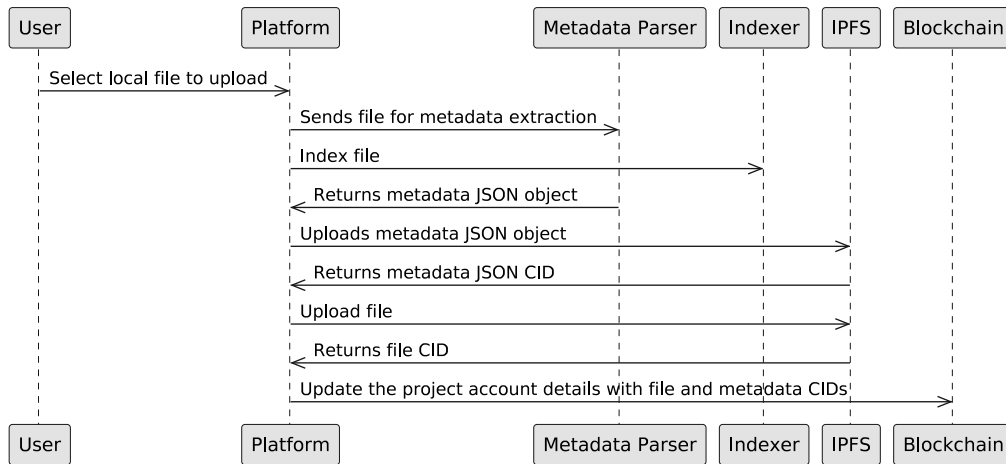 User Platform Metadata Parser Indexer IPFS Blockchain
Select local file to upload
Sends file for metadata extraction
Index file
Returns metadata JSON object
Uploads metadata JSON object
Returns metadata JSON CID
Upload file
Returns file CID
Update the project account details with file and metadata CIDs
User Platform Metadata Parser Indexer IPFS Blockchain